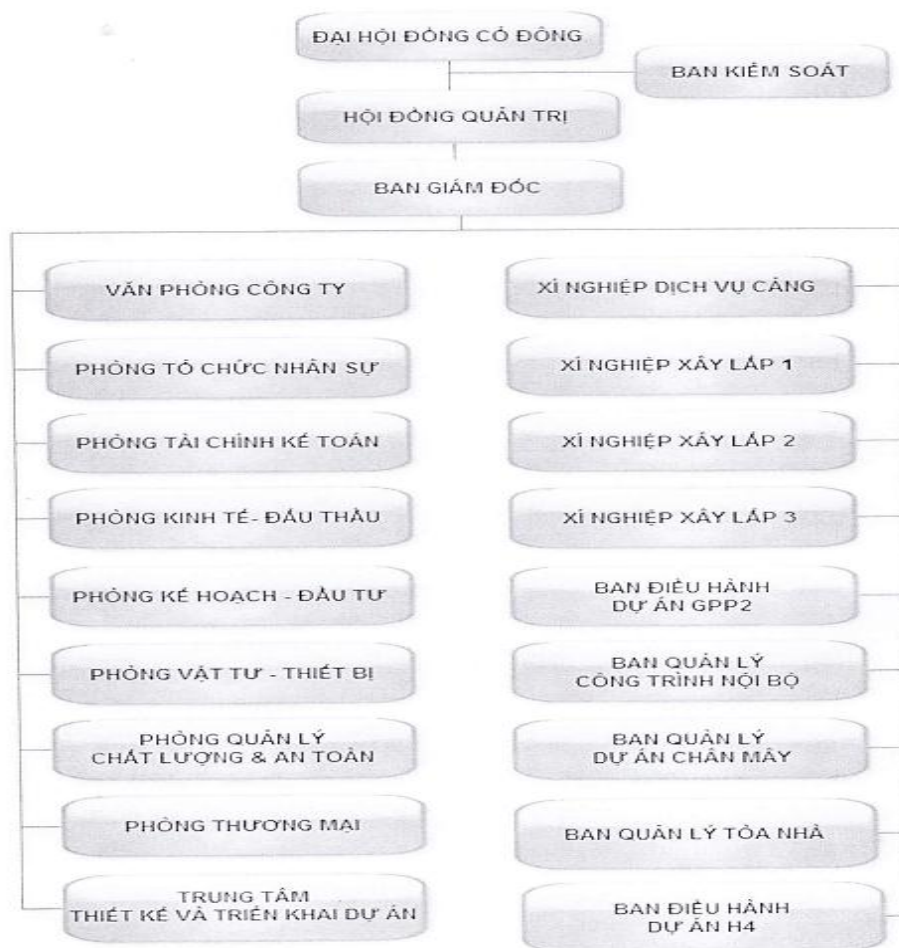 ĐẠI HỘI ĐỒNG CỔ ĐÔNG
BAN KIỂM SOÁT
HỘI ĐỒNG QUẢN TRỊ
BAN GIÁM ĐỐC
VĂN PHÒNG CÔNG TY
PHÒNG TỔ CHỨC NHÂN SỰ
PHÒNG TÀI CHÍNH KẾ TOÁN
PHÒNG KINH TẾ- ĐẤU THẦU
PHÒNG KẾ HOẠCH - ĐẦU TƯ
PHÒNG VẬT TƯ - THIẾT BỊ
PHÒNG QUẢN LÝ
CHẤT LƯỢNG & AN TOÀN
PHÒNG THƯƠNG MẠI
TRUNG TÂM
THIẾT KẾ VÀ TRIỂN KHAI DỰ ÁN
XÍ NGHIỆP DỊCH VỤ CẢNG
XÍ NGHIỆP XÂY LẮP 1
XÍ NGHIỆP XÂY LẮP 2
XÍ NGHIỆP XÂY LẮP 3
BAN ĐIỀU HÀNH
DỰ ÁN GPP2
BAN QUẢN LÝ
CÔNG TRÌNH NỘI BỘ
BAN QUẢN LÝ
DỰ ÁN CHÂN MÂY
BAN QUẢN LÝ TÒA NHÀ
BAN ĐIỀU HÀNH
DỰ ÁN H4